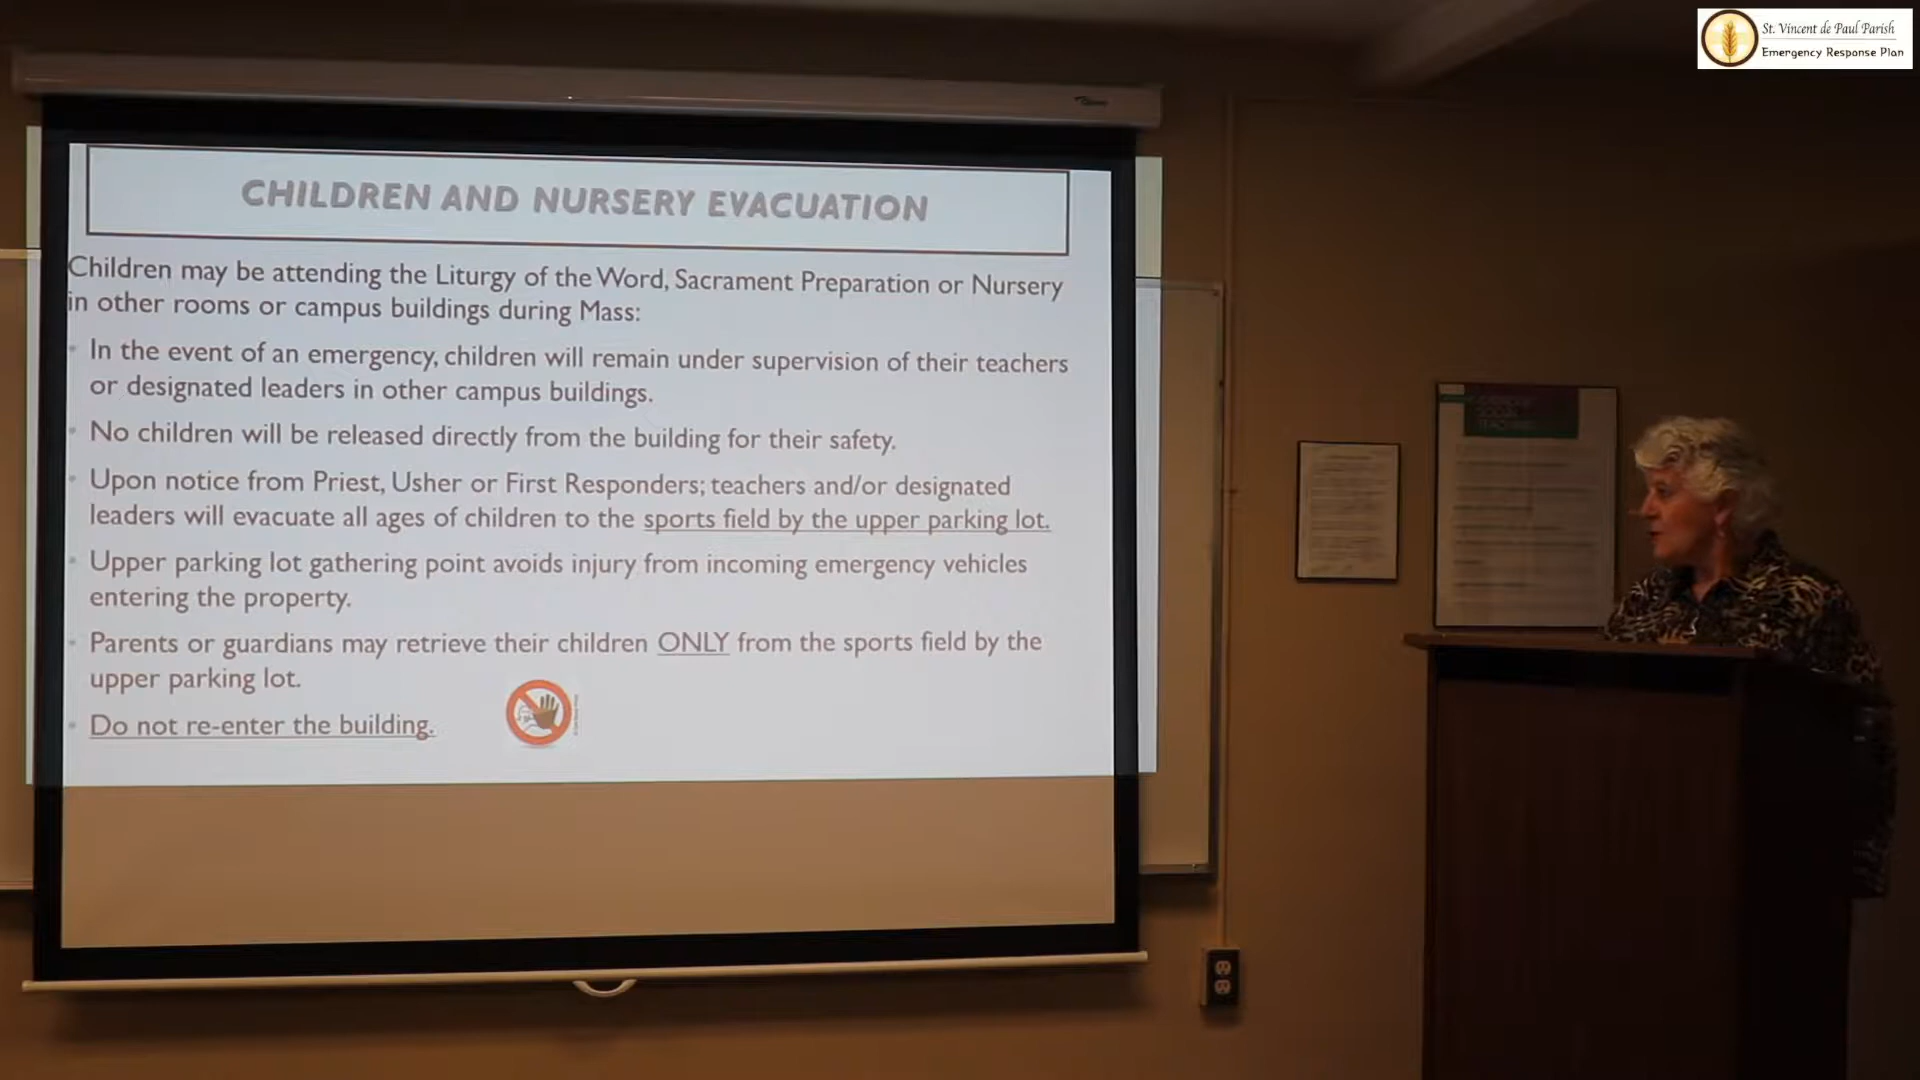 St. Vincent de Paul Parish
Emergency Response Plan
CHILDREN AND NURSERY EVACUATION
Children may be attending the Liturgy of the Word, Sacrament Preparation or Nursery
in other rooms or campus buildings during Mass:
In the event of an emergency, children will remain under supervision of their teachers
or designated leaders in other campus buildings.
No children will be released directly from the building for their safety.
Upon notice from Priest, Usher or First Responders; teachers and/or designated
leaders will evacuate all ages of children to the sports field by the upper parking lot.
Upper parking lot gathering point avoids injury from incoming emergency vehicles
entering the property.
Parents or guardians may retrieve their children ONLY from the sports field by the
upper parking lot.
Do not re-enter the building.